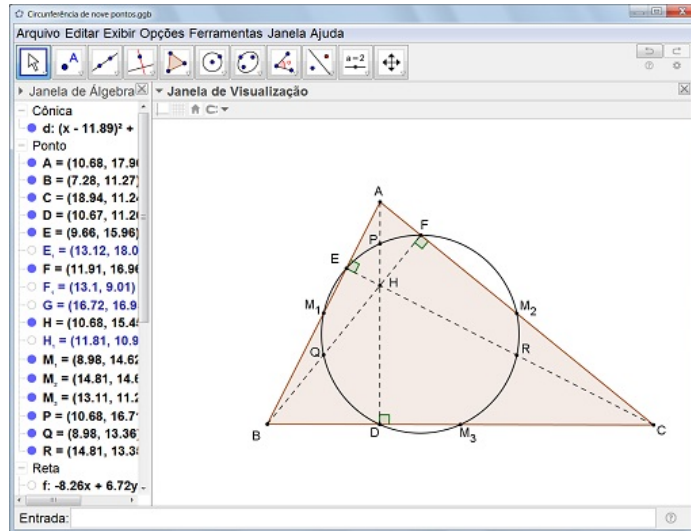 Circunferência de nove pontos.ggb
Arquivo Editar Exibir Opções Ferramentas Janela Ajuda
A
a=2
Janela de Álgebra
Janela de Visualização
Cônica
d: (x - 11.89)² +
Ponto
A = (10.68, 17.9
B = (7.28, 11.27)
C = (18.94, 11.2
D = (10.67, 11.2
E = (9.66, 15.96)
E₁ = (13.12, 18.0
F = (11.91, 16.96
F₁ = (13.1, 9.01)
G = (16.72, 16.9
H = (10.68, 15.4
H₁ = (11.81, 10.9
M₁ = (8.98, 14.62
M₂ = (14.81, 14.6
M₃ = (13.11, 11.2
P = (10.68, 16.7
Q = (8.98, 13.36
R = (14.81, 13.3
Reta
f: -8.26x + 6.72y -
A
F
P
E
H
M₁
M₂
Q
R
B
D
M₃
C
Entrada: